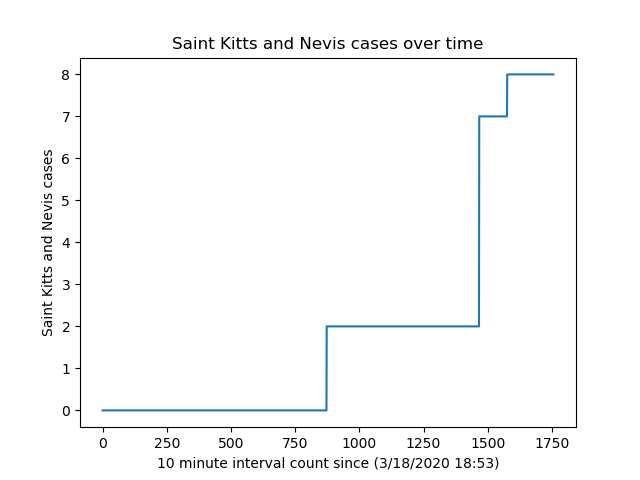 Saint Kitts and Nevis cases over time
8
7
6
5
4
3
2
1
0
Saint Kitts and Nevis cases
0 250 500 750 1000 1250 1500 1750
10 minute interval count since (3/18/2020 18:53)